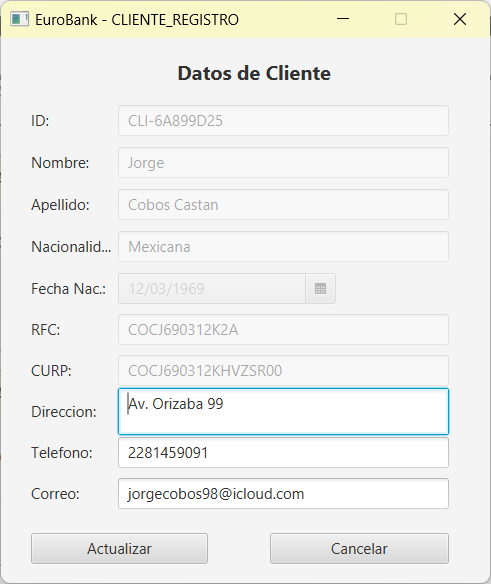 EuroBank - CLIENTE_REGISTRO
Datos de Cliente
ID: CLI-6A899D25
Nombre: Jorge
Apellido: Cobos Castan
Nacionalid... Mexicana
Fecha Nac.: 12/03/1969
RFC: COCJ690312K2A
CURP: COCJ690312KHVZSR00
Direccion: Av. Orizaba 99
Telefono: 2281459091
Correo: jorgecobos98@icloud.com
Actualizar Cancelar